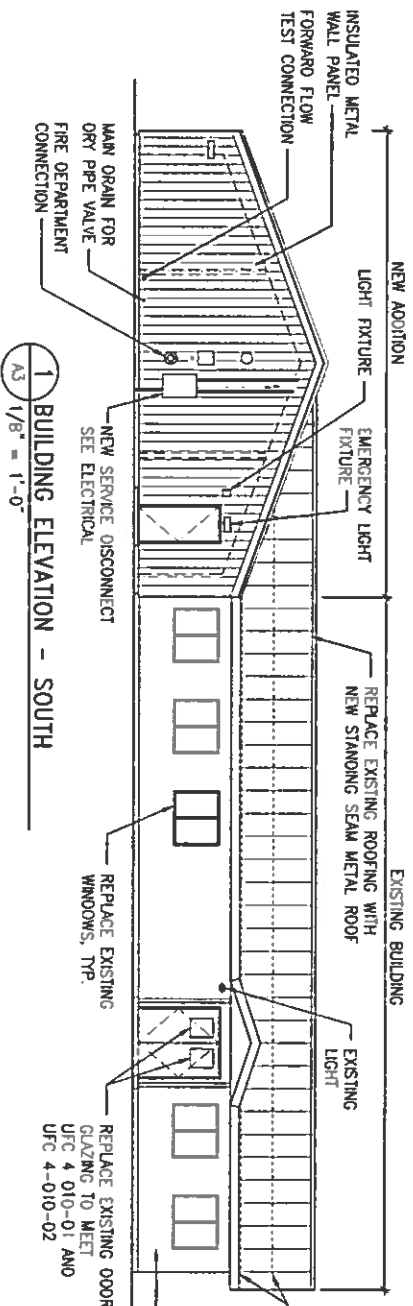 NEW ADDITION
EXISTING BUILDING
INSULATED METAL
WALL PANEL
FORWARD FLOW
TEST CONNECTION
LIGHT FIXTURE
EMERGENCY LIGHT
FIXTURE
REPLACE EXISTING ROOFING WITH
NEW STANDING SEAM METAL ROOF
EXISTING
LIGHT
MAIN DRAIN FOR
DRY PIPE VALVE
FIRE DEPARTMENT
CONNECTION
NEW SERVICE DISCONNECT
SEE ELECTRICAL
REPLACE EXISTING
WINDOWS, TYP.
REPLACE EXISTING DOOR
GLAZING TO MEET
UFC 4 010-01 AND
UFC 4-010-02
1
A3
BUILDING ELEVATION - SOUTH
1/8" = 1'-0"